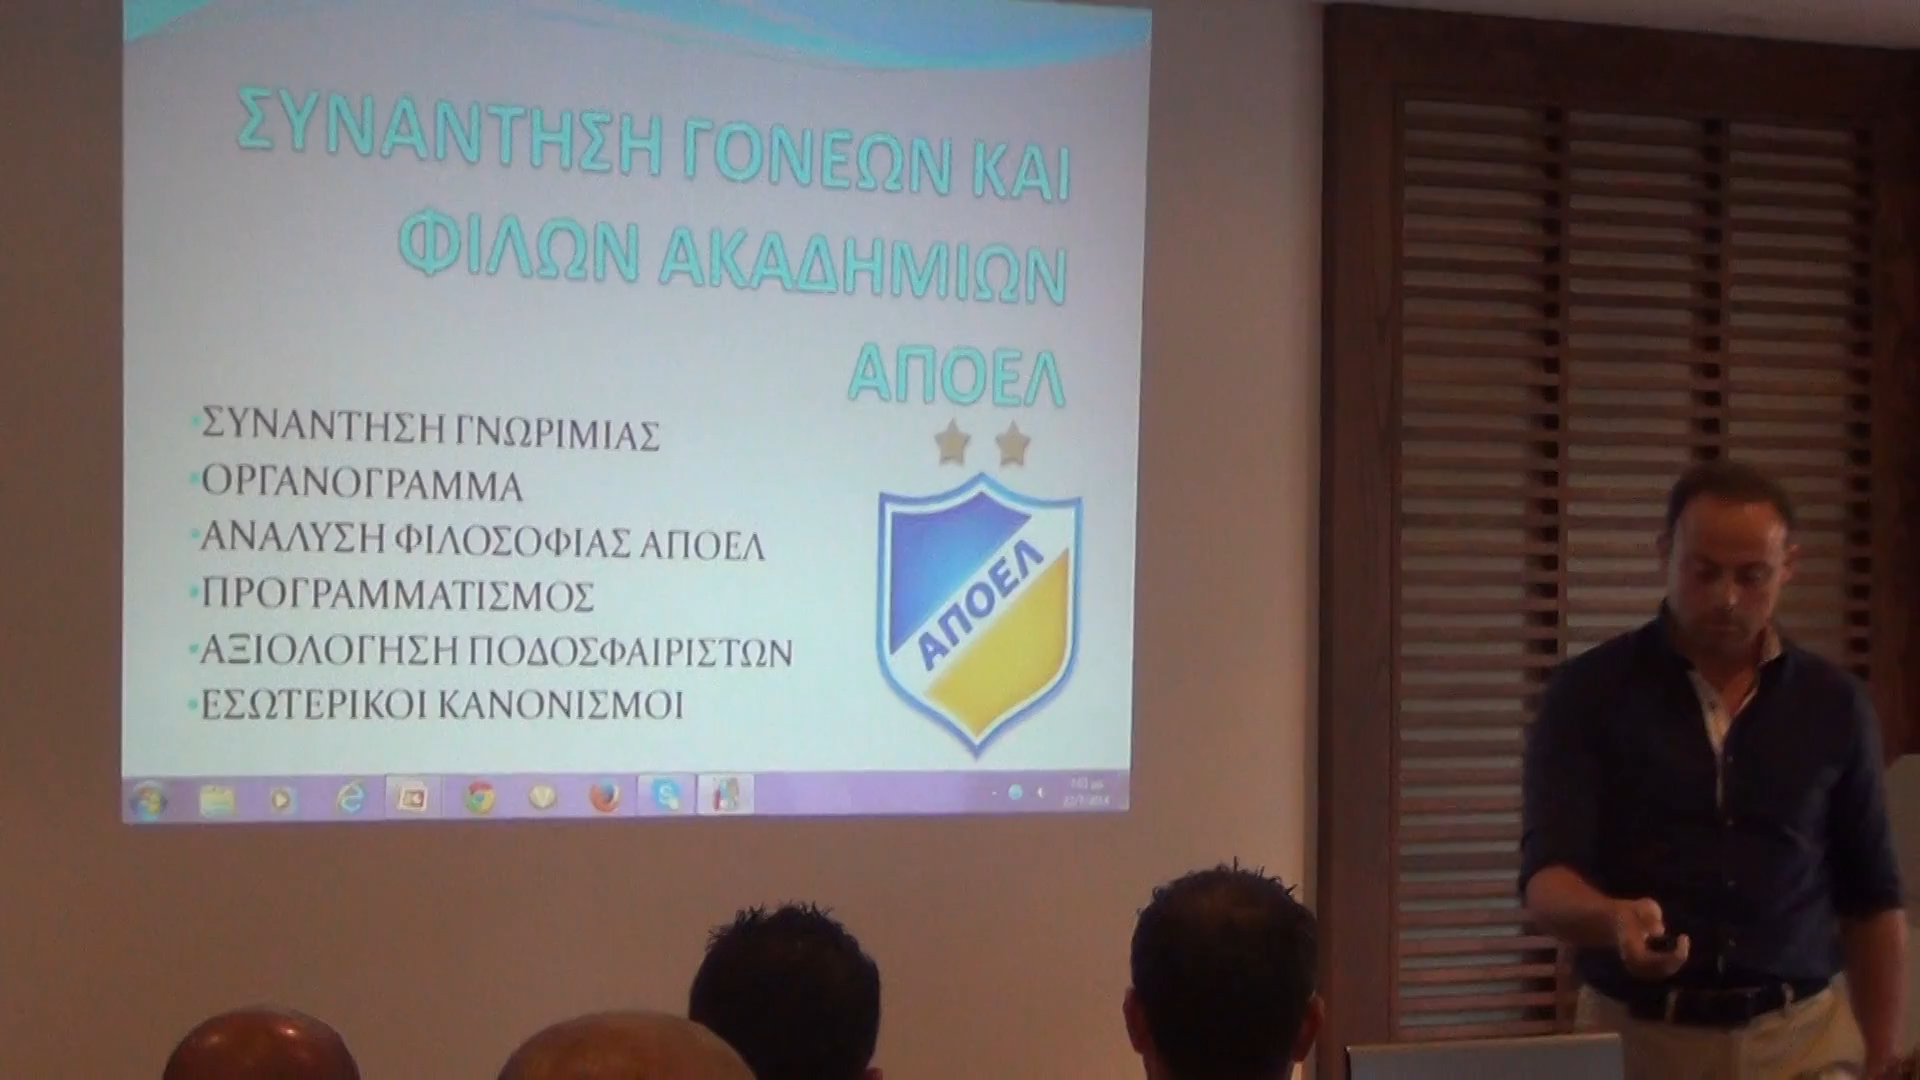 ΣΥΝΑΝΤΗΣΗ ΓΟΝΕΩΝ ΚΑΙ
ΦΙΛΩΝ ΑΚΑΔΗΜΙΩΝ
ΑΠΟΕΛ
•ΣΥΝΑΝΤΗΣΗ ΓΝΩΡΙΜΙΑΣ
•ΟΡΓΑΝΟΓΡΑΜΜΑ
•ΑΝΑΛΥΣΗ ΦΙΛΟΣΟΦΙΑΣ ΑΠΟΕΛ
•ΠΡΟΓΡΑΜΜΑΤΙΣΜΟΣ
•ΑΞΙΟΛΟΓΗΣΗ ΠΟΔΟΣΦΑΙΡΙΣΤΩΝ
•ΕΣΩΤΕΡΙΚΟΙ ΚΑΝΟΝΙΣΜΟΙ
ΑΠΟΕΛ